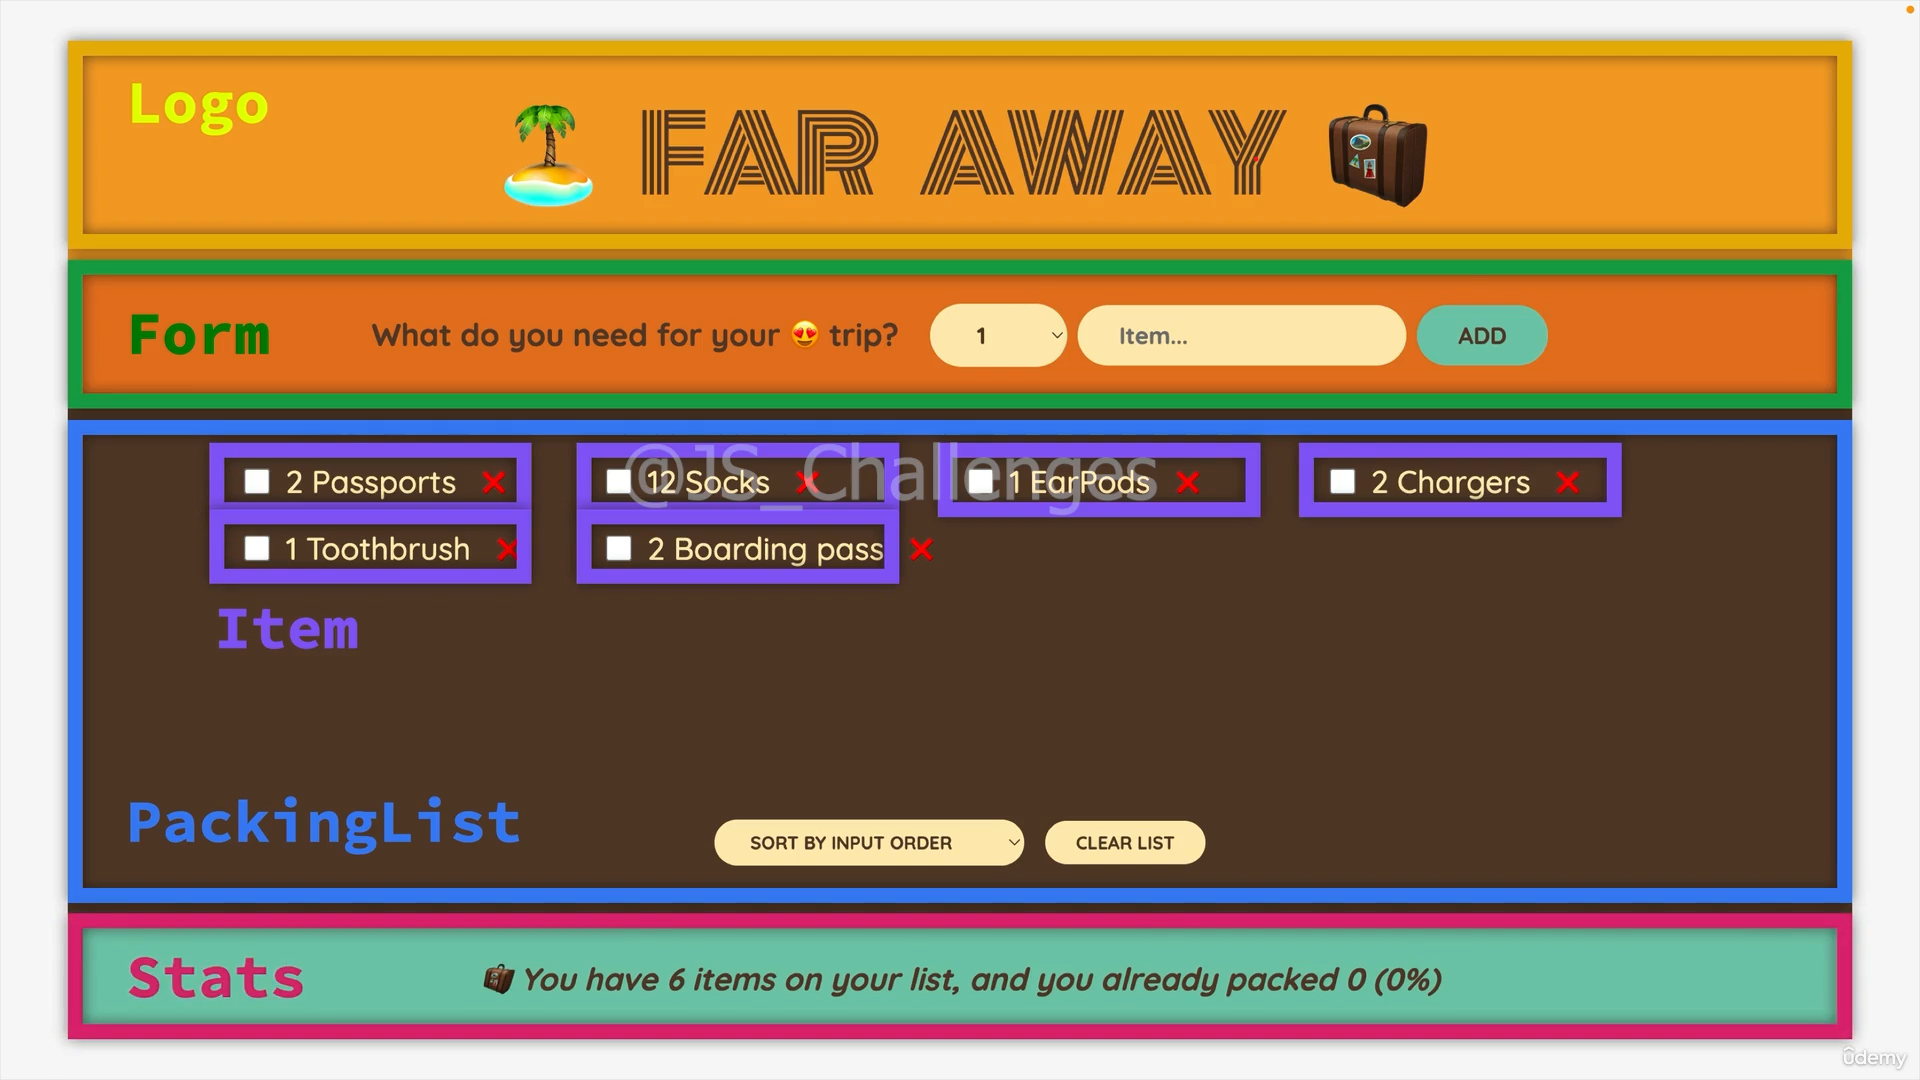 Logo
FAR AWAY
Form
What do you need for your 😍 trip?
1
Item...
ADD
@JS_Challenges
2 Passports
12 Socks
1 EarPods
2 Chargers
1 Toothbrush
2 Boarding pass
Item
PackingList
SORT BY INPUT ORDER
CLEAR LIST
Stats
You have 6 items on your list, and you already packed 0 (0%)
ûdemy